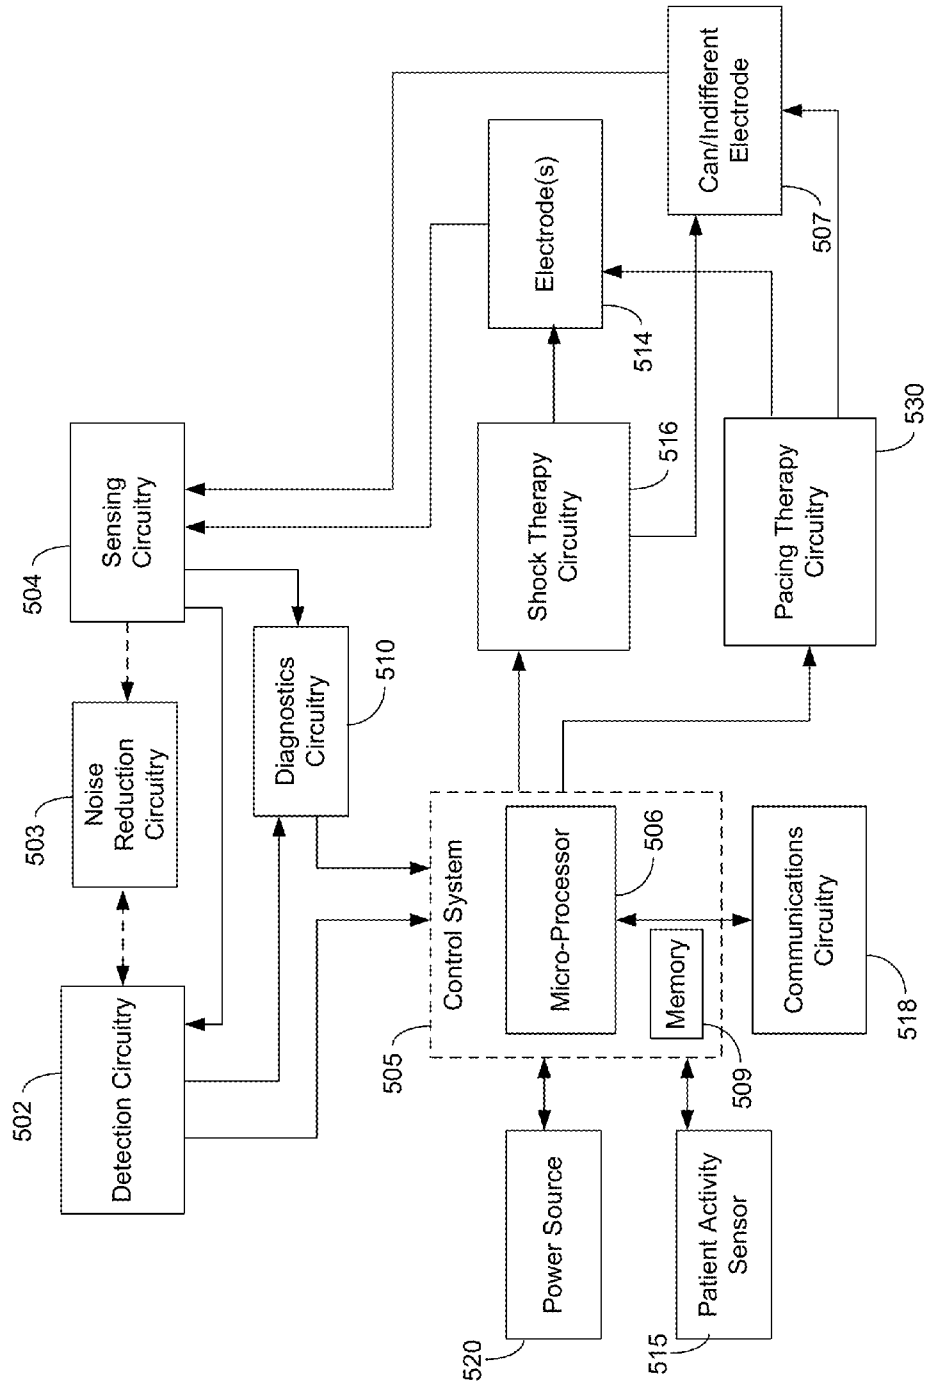 502
Detection Circuitry
503
Noise
Reduction
Circuitry
504
Sensing
Circuitry
Diagnostics
Circuitry
510
505
Control System
Micro-Processor
506
Memory
509
520
Power Source
515
Patient Activity
Sensor
Communications
Circuitry
518
Shock Therapy
Circuitry
516
Electrode(s)
514
Can/Indifferent
Electrode
507
Pacing Therapy
Circuitry
530